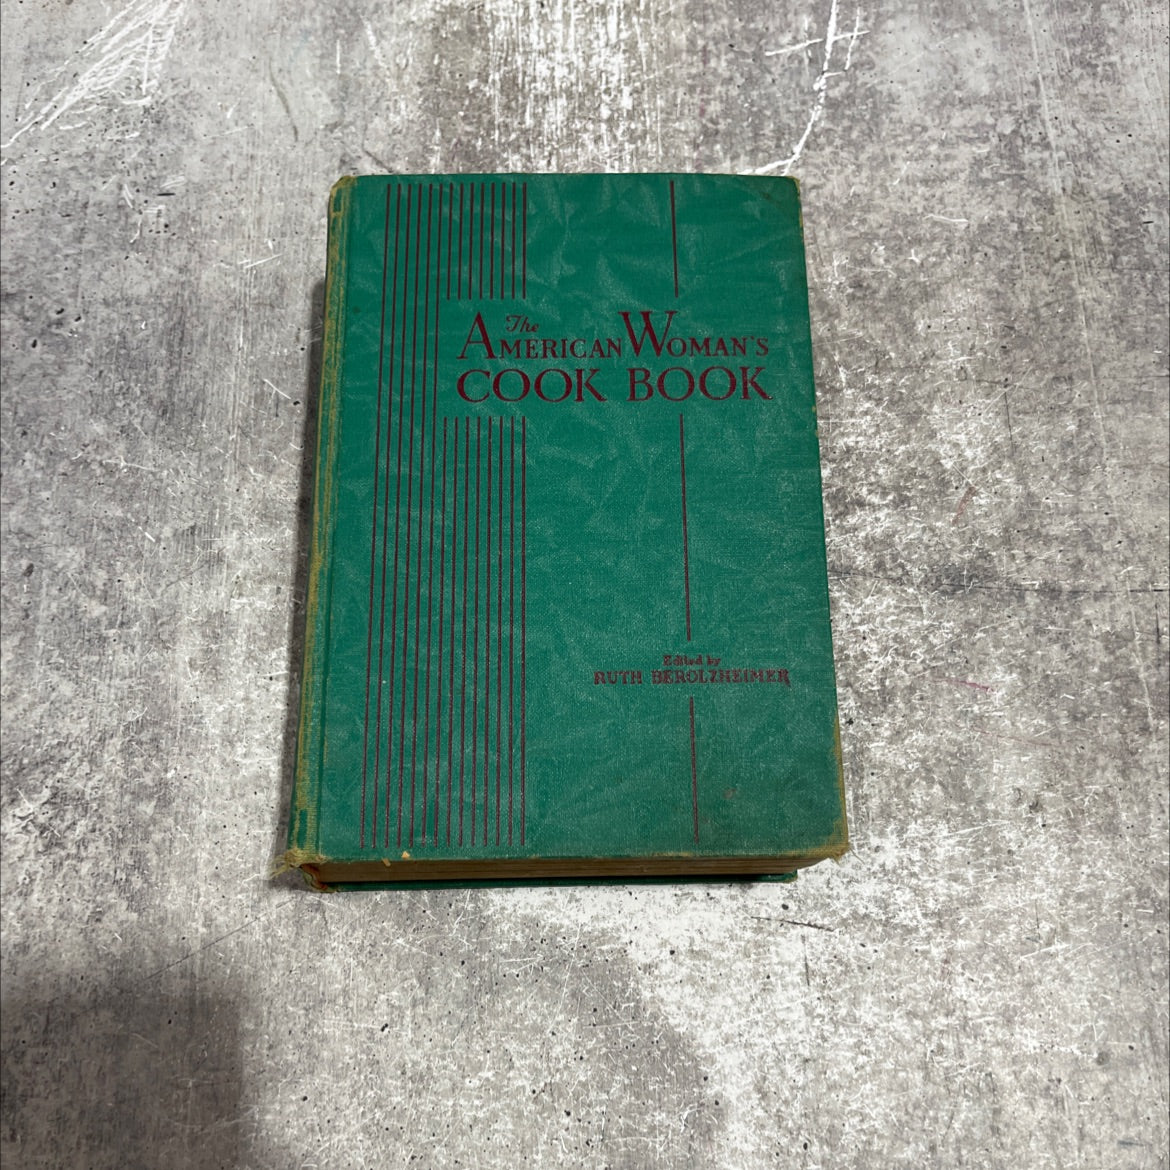 The
AMERICAN WOMAN'S
COOK BOOK
Edited by
RUTH BEROLZHEIMER